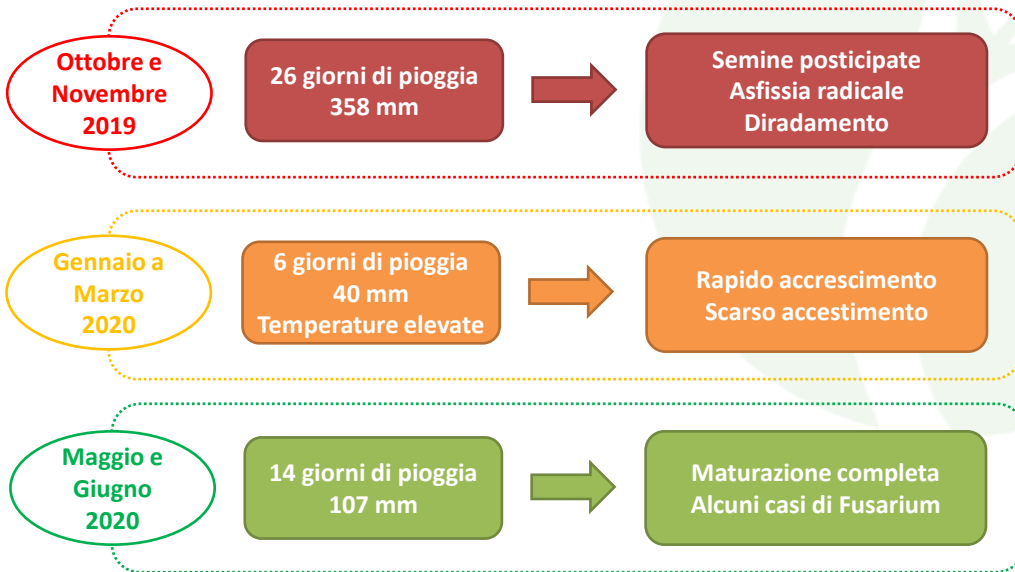 Ottobre e
Novembre
2019
26 giorni di pioggia
358 mm
Semine posticipate
Asfissia radicale
Diradamento
Gennaio a
Marzo
2020
6 giorni di pioggia
40 mm
Temperature elevate
Rapido accrescimento
Scarso accestimento
Maggio e
Giugno
2020
14 giorni di pioggia
107 mm
Maturazione completa
Alcuni casi di Fusarium